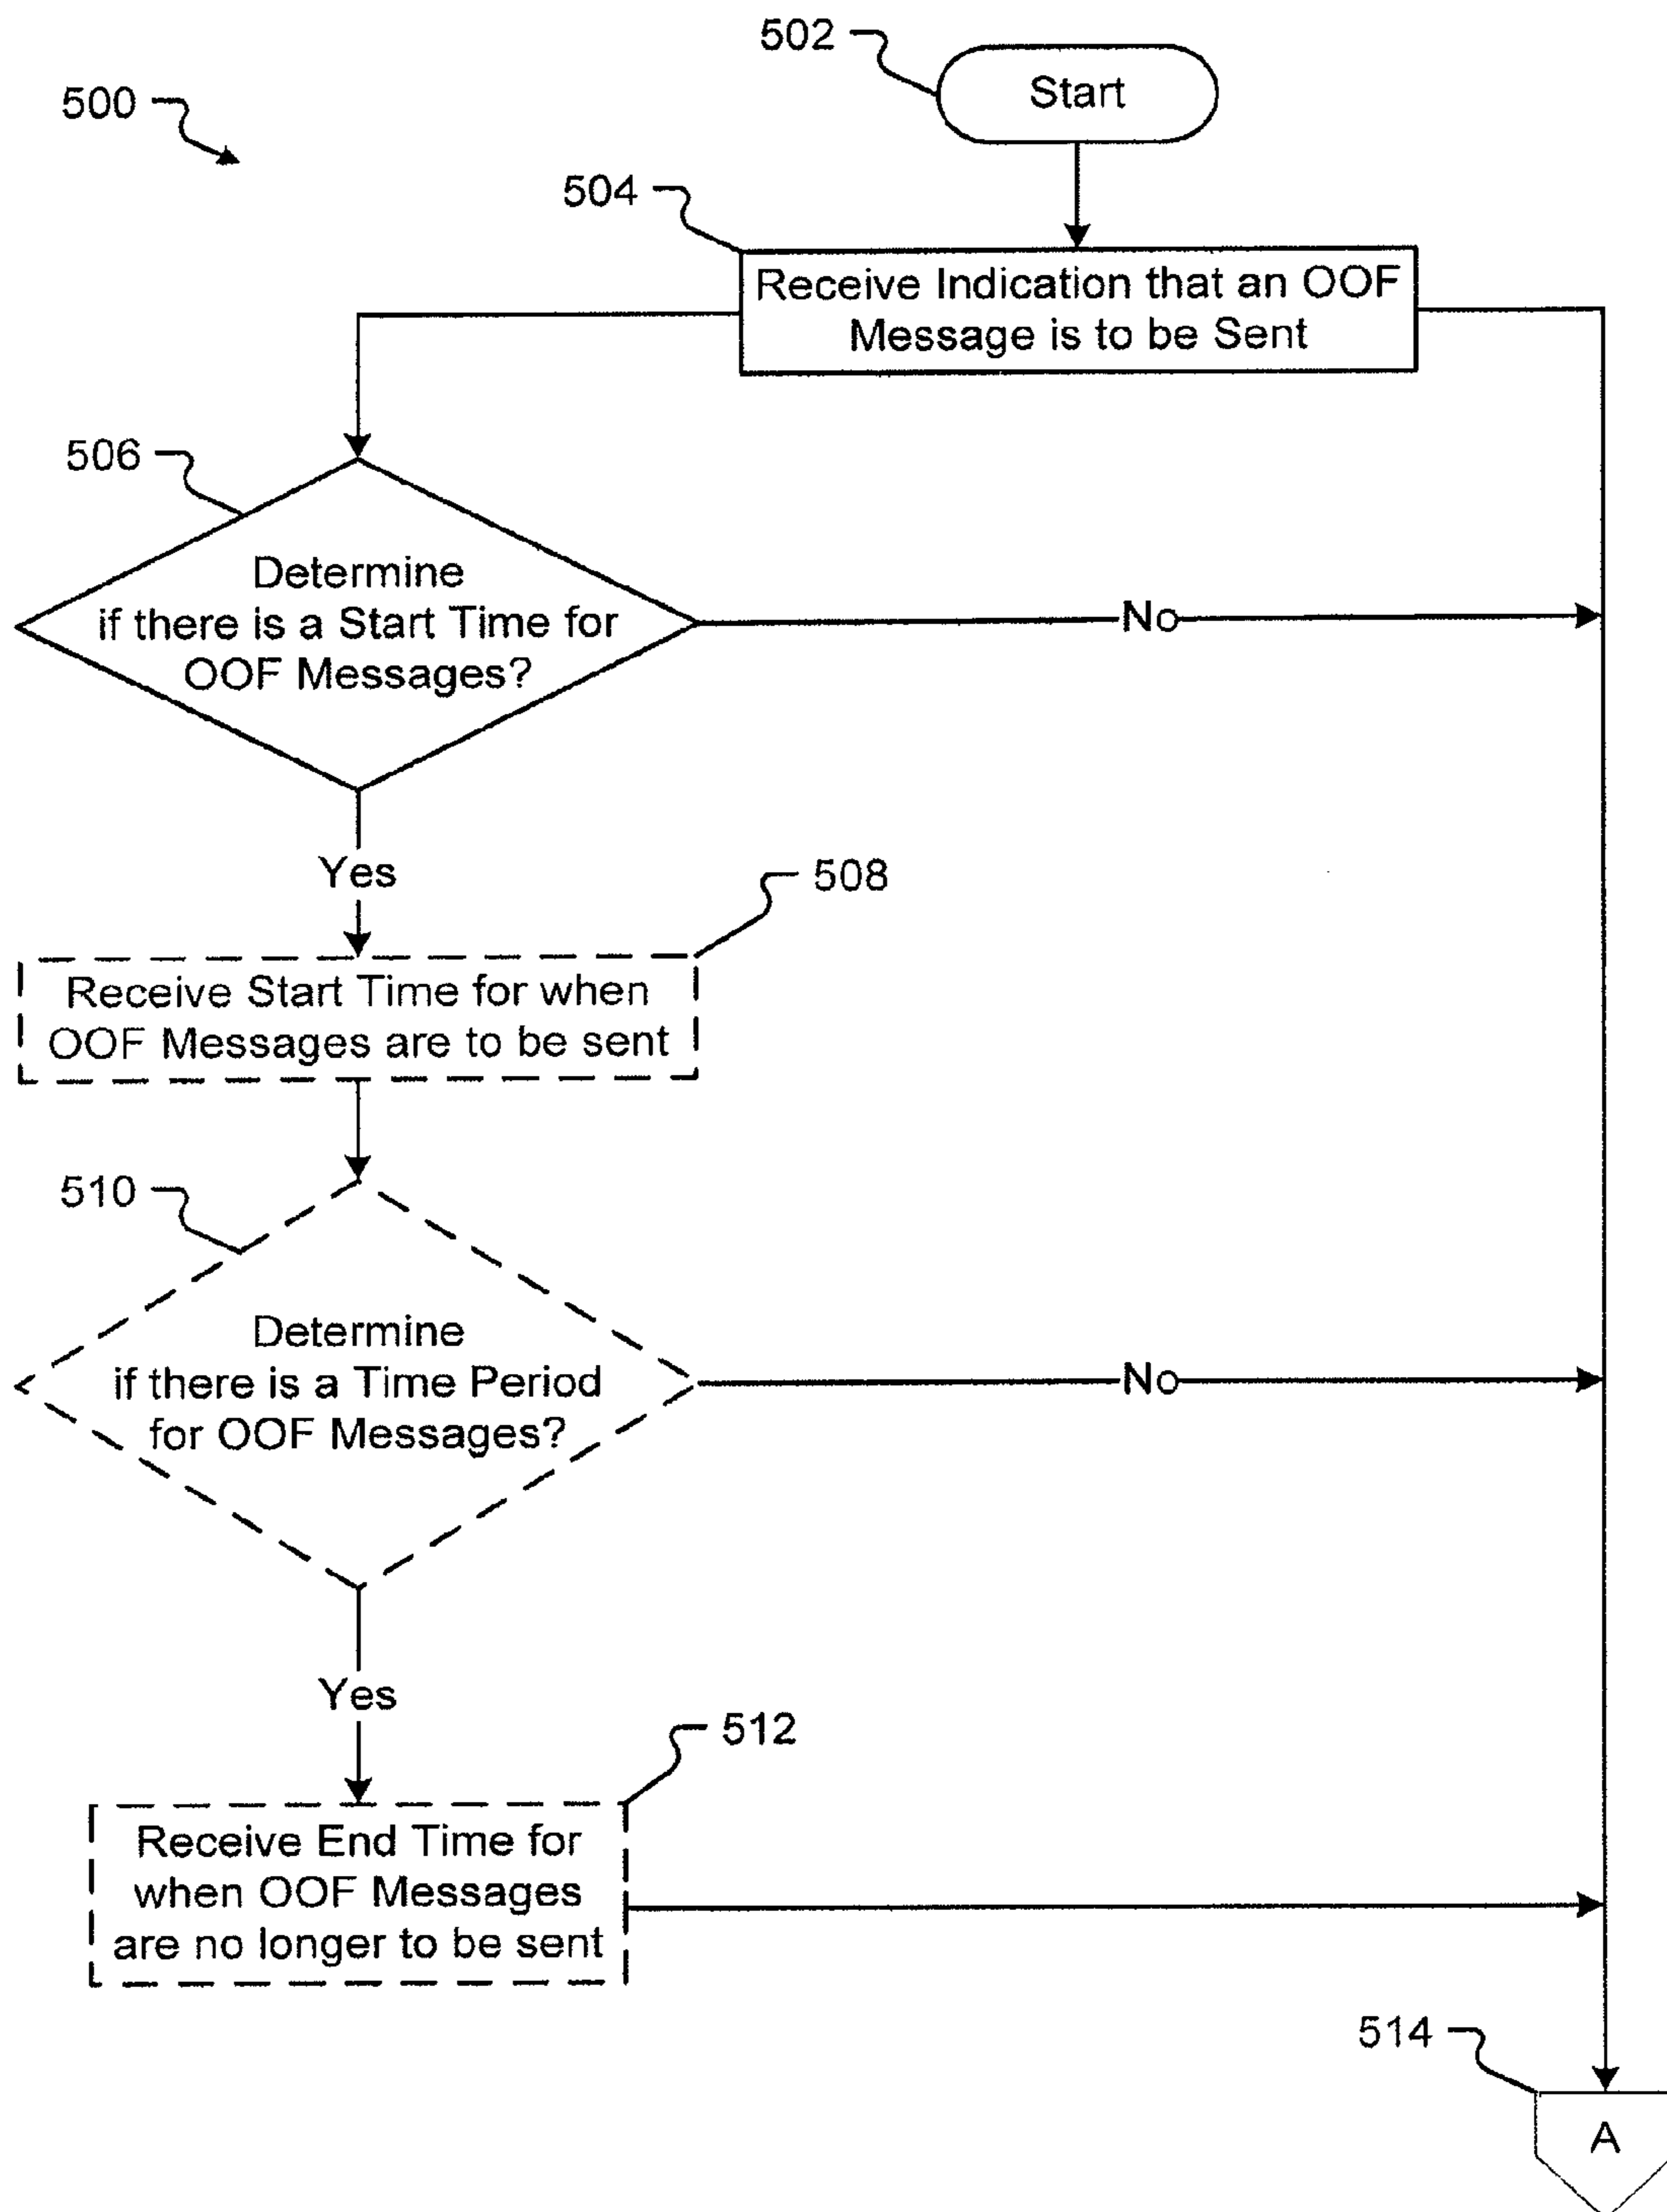 502
Start
500
504
Receive Indication that an OOF
Message is to be Sent
506
Determine
if there is a Start Time for
OOF Messages?
No
Yes
508
Receive Start Time for when
OOF Messages are to be sent
510
Determine
if there is a Time Period
for OOF Messages?
No
Yes
512
Receive End Time for
when OOF Messages
are no longer to be sent
514
A